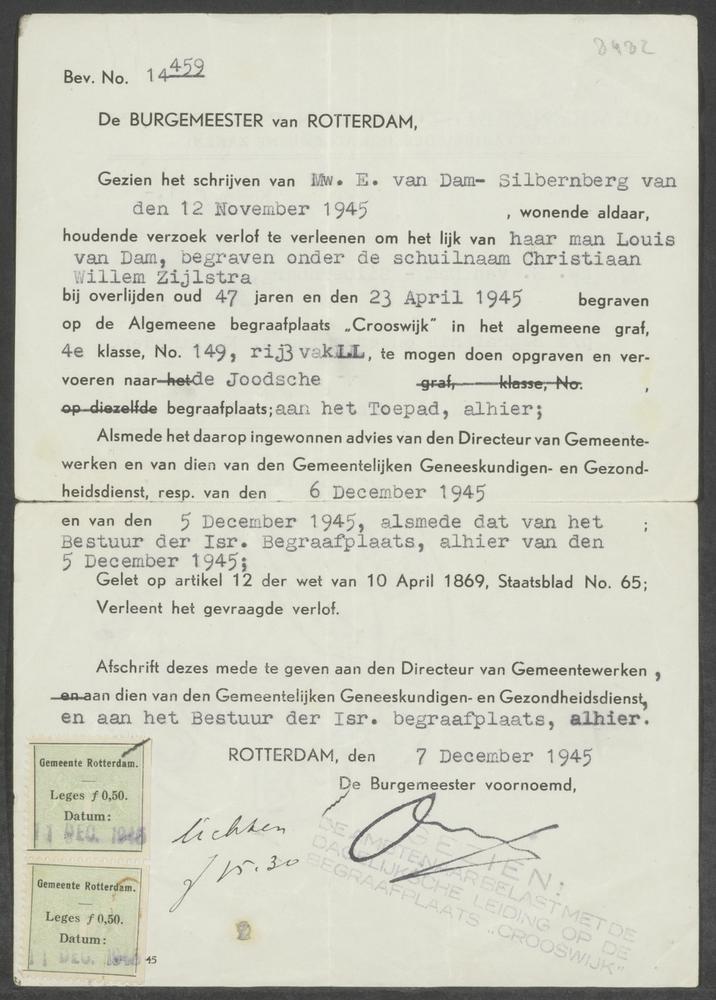 8482
Bev. No. 14459
De BURGEMEESTER van ROTTERDAM,
Gezien het schrijven van Mw. E. van Dam- Silbernberg van
den 12 November 1945 , wonende aldaar,
houdende verzoek verlof te verleenen om het lijk van haar man Louis
van Dam, begraven onder de schuilnaam Christiaan
Willem Zijlstra
bij overlijden oud 47 jaren en den 23 April 1945 begraven
op de Algemeene begraafplaats „Crooswijk" in het algemeene graf,
4e klasse, No. 149, rij3 vakLL, te mogen doen opgraven en ver-
voeren naar het de Joodsche graf, klasse, No. ,
op diezelfde begraafplaats; aan het Toepad, alhier;
Alsmede het daarop ingewonnen advies van den Directeur van Gemeente-
werken en van dien van den Gemeentelijken Geneeskundigen- en Gezond-
heidsdienst, resp. van den 6 December 1945
en van den 5 December 1945, alsmede dat van het ;
Bestuur der Isr. Begraafplaats, alhier van den
5 December 1945;
Gelet op artikel 12 der wet van 10 April 1869, Staatsblad No. 65;
Verleent het gevraagde verlof.
Afschrift dezes mede te geven aan den Directeur van Gemeentewerken ,
en aan dien van den Gemeentelijken Geneeskundigen- en Gezondheidsdienst,
en aan het Bestuur der Isr. begraafplaats, alhier.
ROTTERDAM, den 7 December 1945
De Burgemeester voornoemd,
Gemeente Rotterdam.
Leges ƒ 0,50.
Datum:
11 DEC. 1945
lichten
ƒ 15.30
GEZIEN:
DE AMBTENAAR BELAST MET DE
DAGELIJKSCHE LEIDING OP DE
BEGRAAFPLAATS „CROOSWIJK"
Gemeente Rotterdam.
Leges ƒ 0,50.
Datum:
11 DEC. 1945
2
45